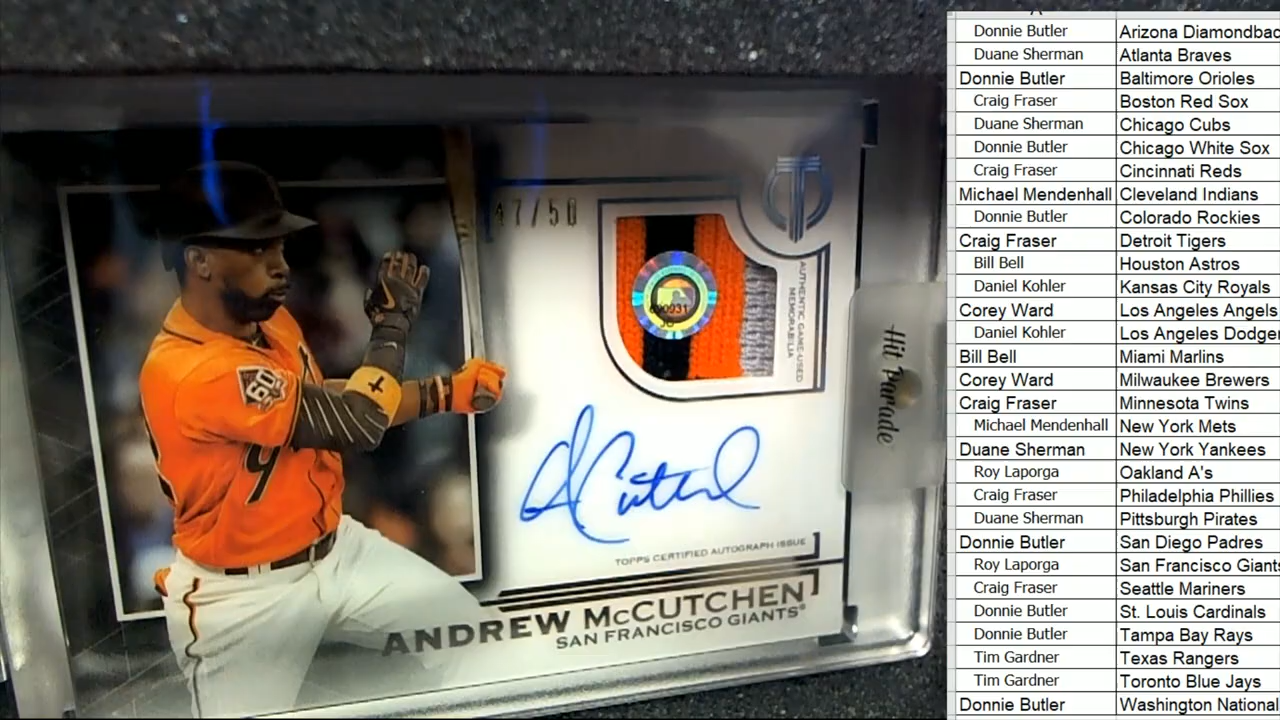 47/50
AUTHENTIC GAME-USED
MEMORABILIA
60
9
Hit Parade
TOPPS CERTIFIED AUTOGRAPH ISSUE
ANDREW McCUTCHEN
SAN FRANCISCO GIANTS®
Donnie Butler Arizona Diamondbac
Duane Sherman Atlanta Braves
Donnie Butler Baltimore Orioles
Craig Fraser Boston Red Sox
Duane Sherman Chicago Cubs
Donnie Butler Chicago White Sox
Craig Fraser Cincinnati Reds
Michael Mendenhall Cleveland Indians
Donnie Butler Colorado Rockies
Craig Fraser Detroit Tigers
Bill Bell Houston Astros
Daniel Kohler Kansas City Royals
Corey Ward Los Angeles Angels
Daniel Kohler Los Angeles Dodge
Bill Bell Miami Marlins
Corey Ward Milwaukee Brewers
Craig Fraser Minnesota Twins
Michael Mendenhall New York Mets
Duane Sherman New York Yankees
Roy Laporga Oakland A's
Craig Fraser Philadelphia Phillies
Duane Sherman Pittsburgh Pirates
Donnie Butler San Diego Padres
Roy Laporga San Francisco Giants
Craig Fraser Seattle Mariners
Donnie Butler St. Louis Cardinals
Donnie Butler Tampa Bay Rays
Tim Gardner Texas Rangers
Tim Gardner Toronto Blue Jays
Donnie Butler Washington National